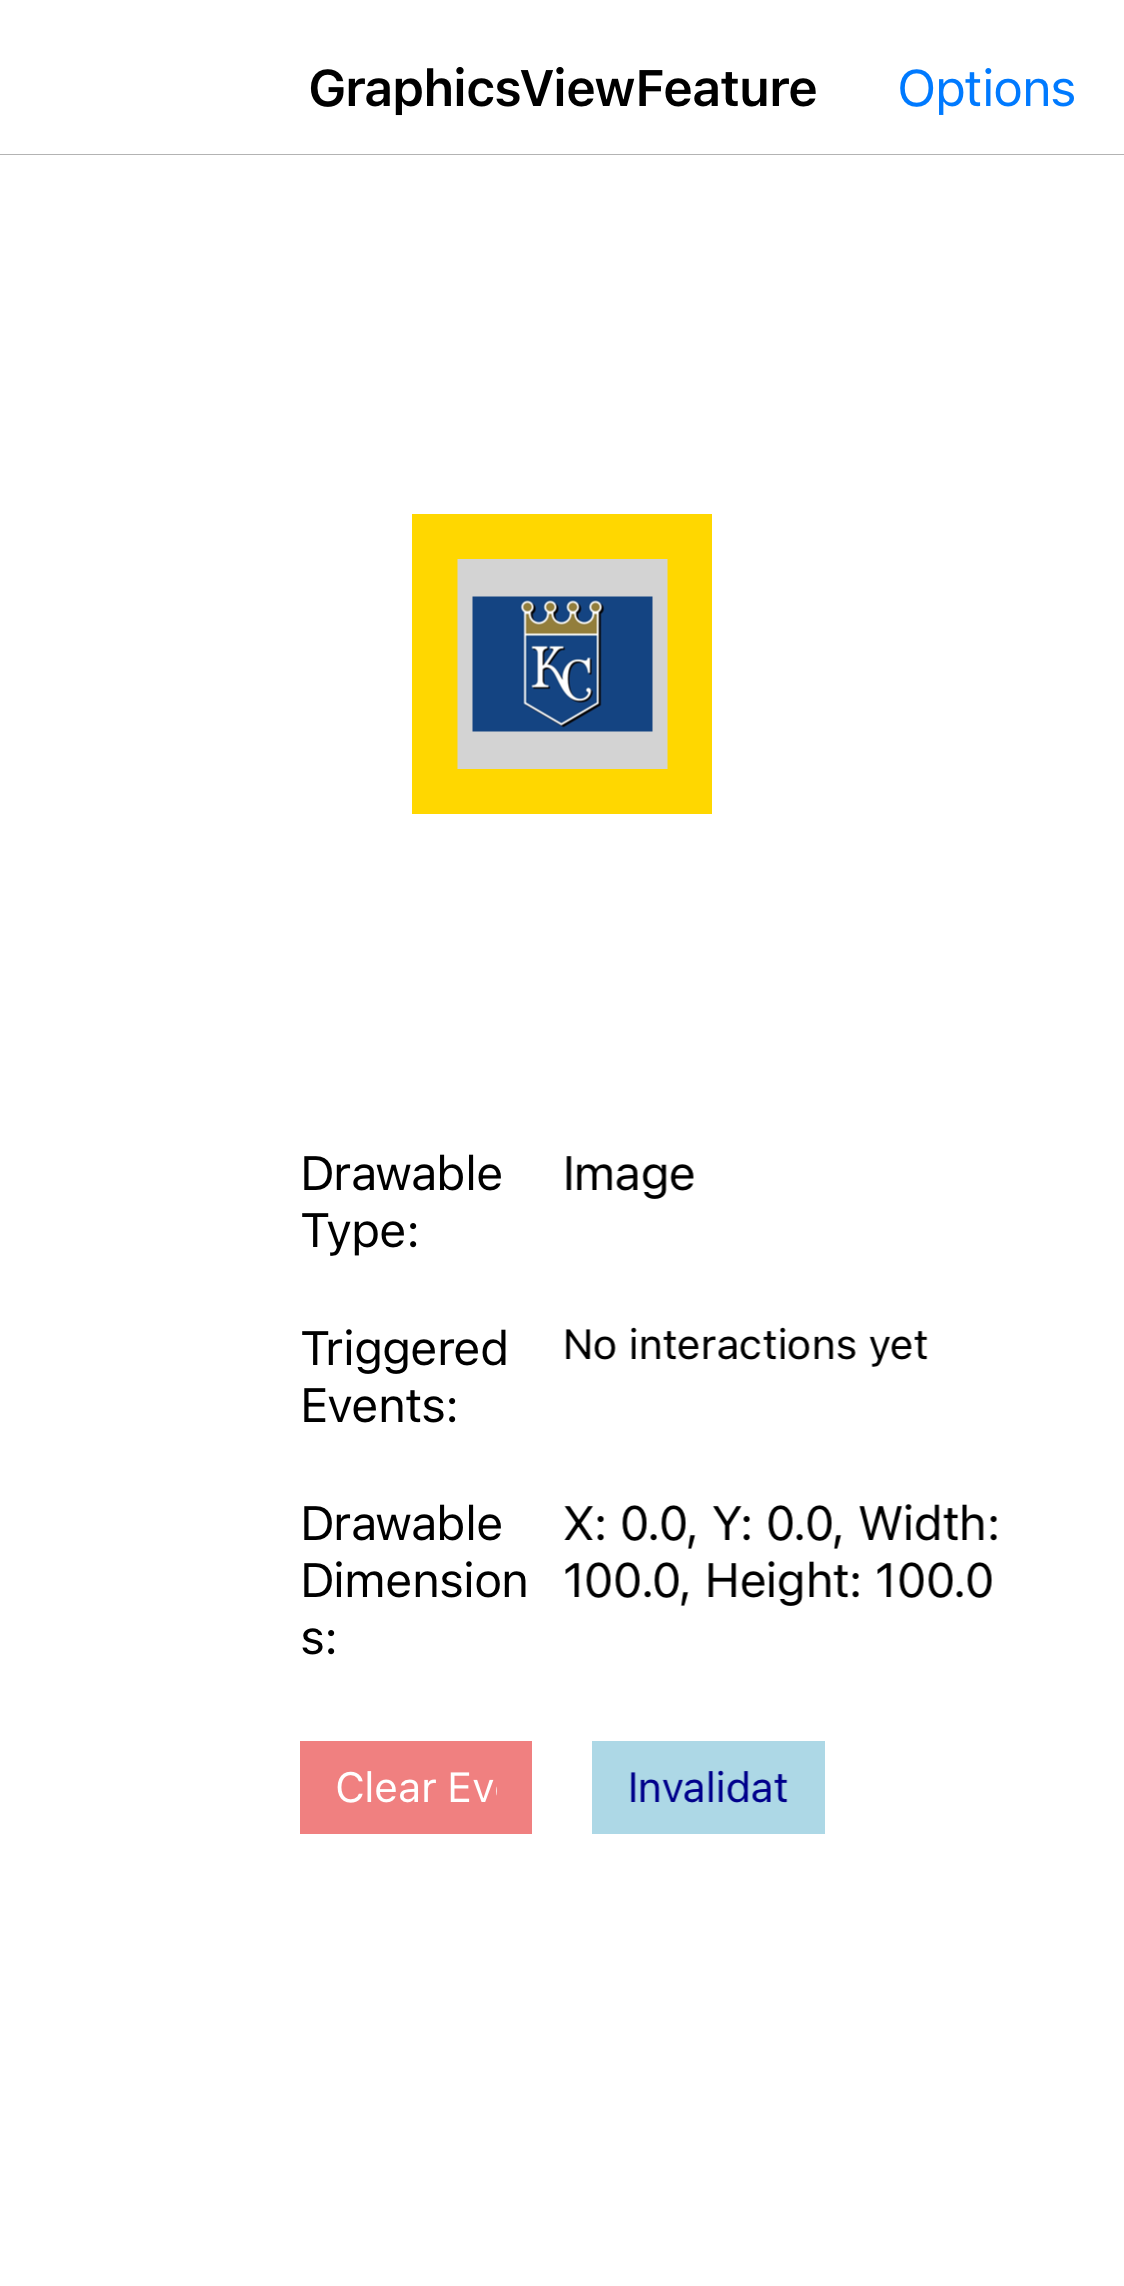 GraphicsViewFeature Options
KC
Drawable Image
Type:
Triggered No interactions yet
Events:
Drawable X: 0.0, Y: 0.0, Width:
Dimension 100.0, Height: 100.0
s:
Clear Ev Invalidat